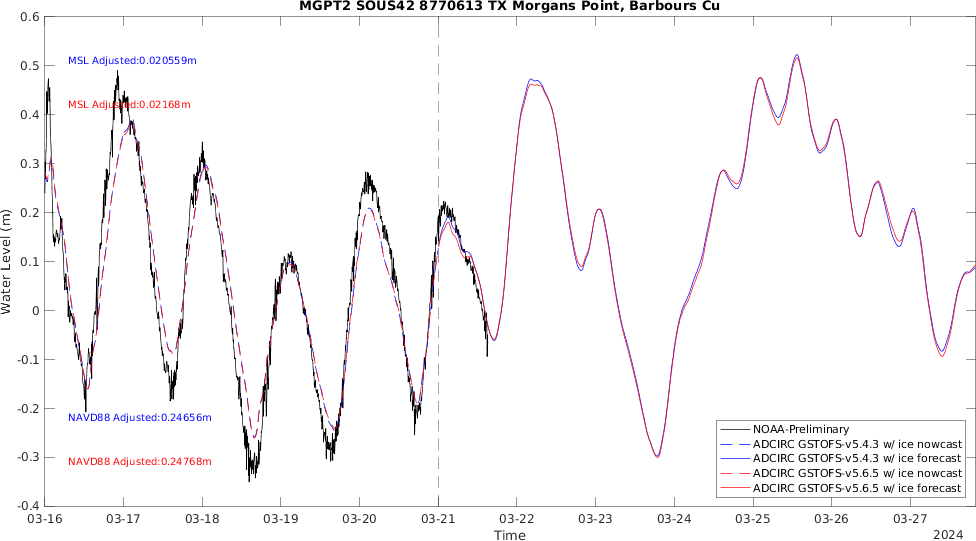 MGPT2 SOUS42 8770613 TX Morgans Point, Barbours Cu
Water Level (m)
0.6
0.5
0.4
0.3
0.2
0.1
0
-0.1
-0.2
-0.3
-0.4
MSL Adjusted:0.020559m
MSL Adjusted:0.02168m
NAVD88 Adjusted:0.24656m
NAVD88 Adjusted:0.24768m
NOAA-Preliminary
ADCIRC GSTOFS-v5.4.3 w/ ice nowcast
ADCIRC GSTOFS-v5.4.3 w/ ice forecast
ADCIRC GSTOFS-v5.6.5 w/ ice nowcast
ADCIRC GSTOFS-v5.6.5 w/ ice forecast
03-16 03-17 03-18 03-19 03-20 03-21 03-22 03-23 03-24 03-25 03-26 03-27
Time
2024